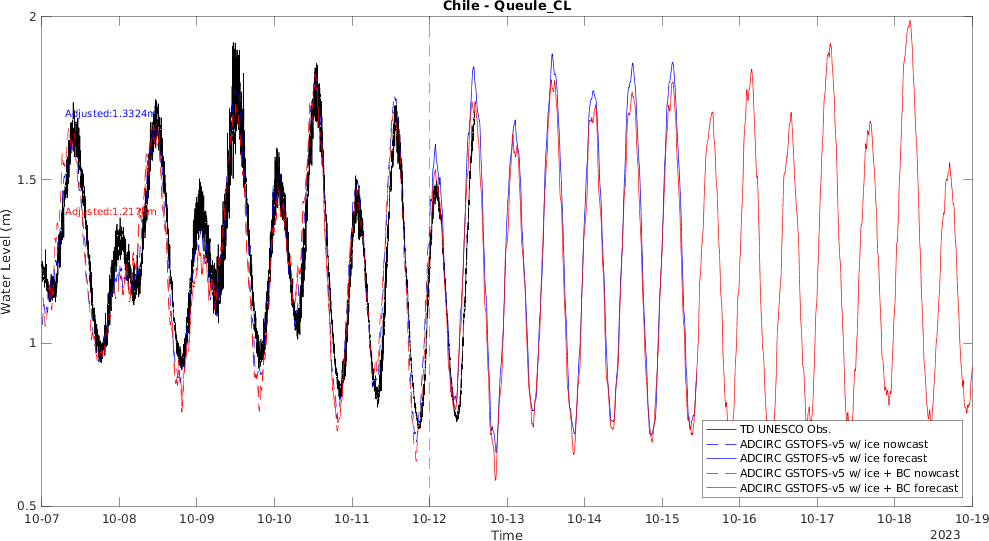 Chile - Queule_CL
2
1.5
1
0.5
Water Level (m)
Adjusted:1.3324m
Adjusted:1.217
TD UNESCO Obs.
ADCIRC GSTOFS-v5 w/ ice nowcast
ADCIRC GSTOFS-v5 w/ ice forecast
ADCIRC GSTOFS-v5 w/ ice + BC nowcast
ADCIRC GSTOFS-v5 w/ ice + BC forecast
10-07 10-08 10-09 10-10 10-11 10-12 10-13 10-14 10-15 10-16 10-17 10-18 10-19
Time
2023